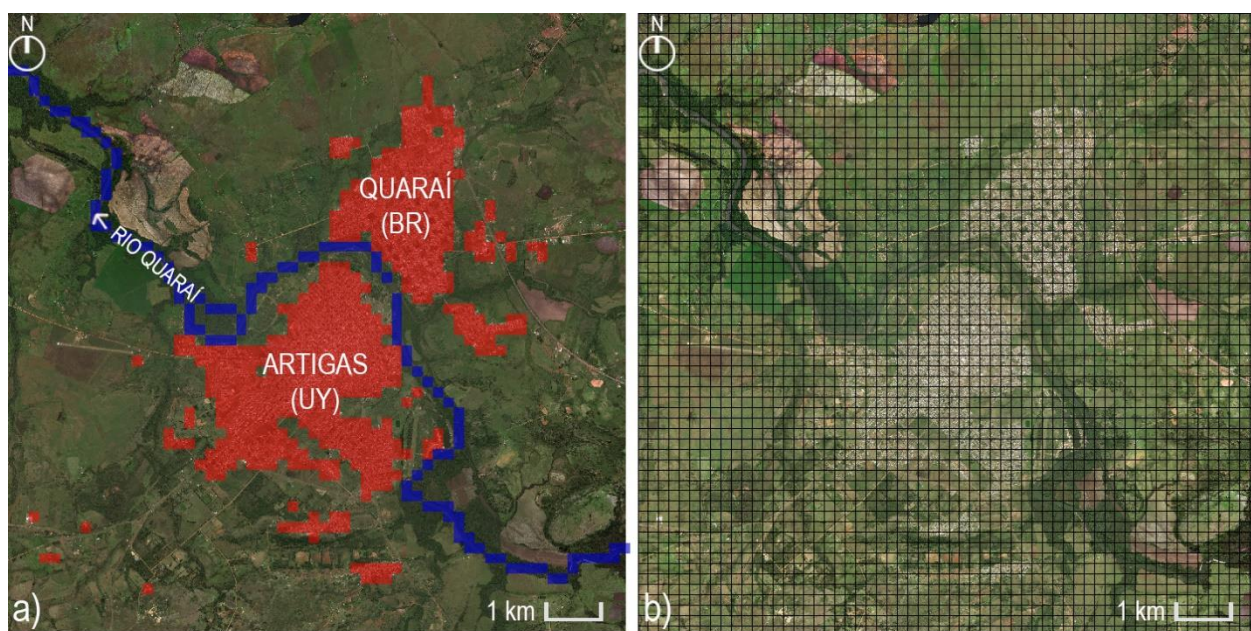 N
QUARAÍ
(BR)
RIO QUARAÍ
ARTIGAS
(UY)
a)
1 km
N
b)
1 km